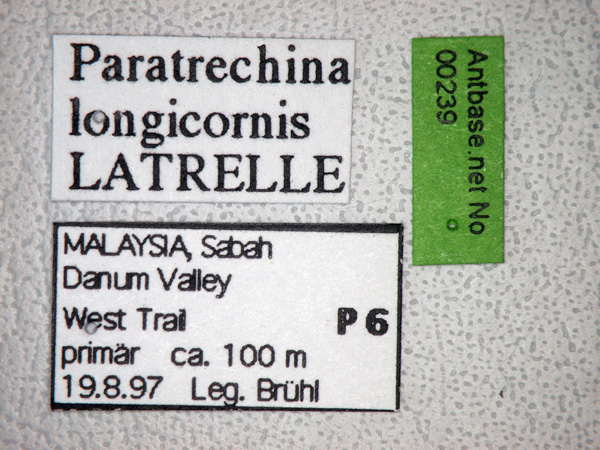 Paratrechina
longicornis
LATRELLE
MALAYSIA, Sabah
Danum Valley
West Trail P6
primär ca. 100 m
19.8.97 Leg. Brühl
Antbase.net No
00239